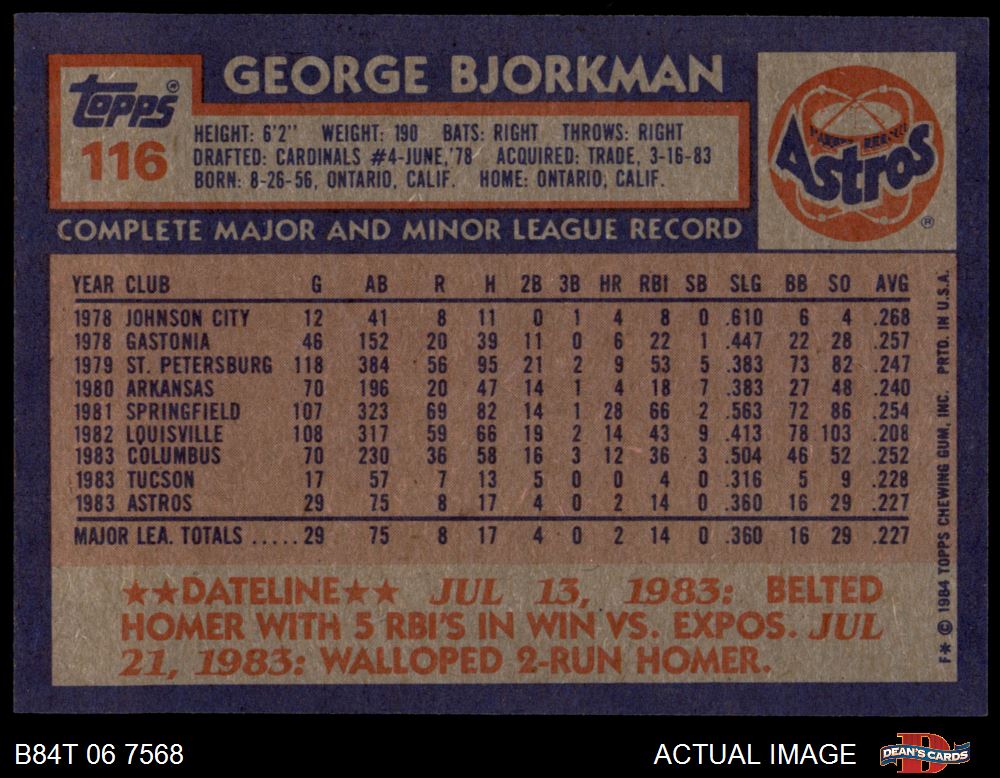 GEORGE BJORKMAN
Topps®
116
HEIGHT: 6'2" WEIGHT: 190 BATS: RIGHT THROWS: RIGHT
DRAFTED: CARDINALS #4-JUNE,'78 ACQUIRED: TRADE, 3-16-83
BORN: 8-26-56, ONTARIO, CALIF. HOME: ONTARIO, CALIF.
Astros
®
COMPLETE MAJOR AND MINOR LEAGUE RECORD
YEAR CLUB G AB R H 2B 3B HR RBI SB SLG BB SO AVG
1978 JOHNSON CITY 12 41 8 11 0 1 4 8 0 .610 6 4 .268
1978 GASTONIA 46 152 20 39 11 0 6 22 1 .447 22 28 .257
1979 ST. PETERSBURG 118 384 56 95 21 2 9 53 5 .383 73 82 .247
1980 ARKANSAS 70 196 20 47 14 1 4 18 7 .383 27 48 .240
1981 SPRINGFIELD 107 323 69 82 14 1 28 66 2 .563 72 86 .254
1982 LOUISVILLE 108 317 59 66 19 2 14 43 9 .413 78 103 .208
1983 COLUMBUS 70 230 36 58 16 3 12 36 3 .504 46 52 .252
1983 TUCSON 17 57 7 13 5 0 0 4 0 .316 5 9 .228
1983 ASTROS 29 75 8 17 4 0 2 14 0 .360 16 29 .227
MAJOR LEA. TOTALS ..... 29 75 8 17 4 0 2 14 0 .360 16 29 .227
★★DATELINE★★ JUL 13, 1983: BELTED
HOMER WITH 5 RBI'S IN WIN VS. EXPOS. JUL
21, 1983: WALLOPED 2-RUN HOMER.
F* © 1984 TOPPS CHEWING GUM, INC. PRTD. IN U.S.A.
B84T 06 7568
ACTUAL IMAGE
D
DEAN'S CARDS